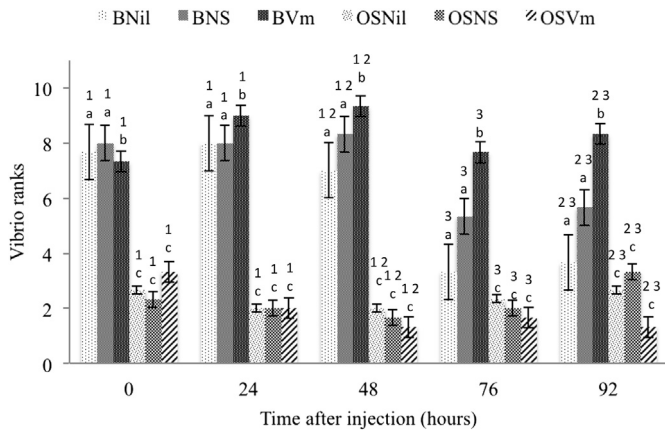 BNil BNS BVm OSNil OSNS OSVm
Vibrio ranks
10
8
6
4
2
0
1 1 1 1 1 1
a a b c c c
1 1 1 1 1 1
a a b c c c
1 2 1 2 1 2 1 2 1 2 1 2
a a b c c c
3 3 3 3 3 3
a a b c c c
2 3 2 3 2 3 2 3 2 3 2 3
a a b c c c
0 24 48 76 92
Time after injection (hours)